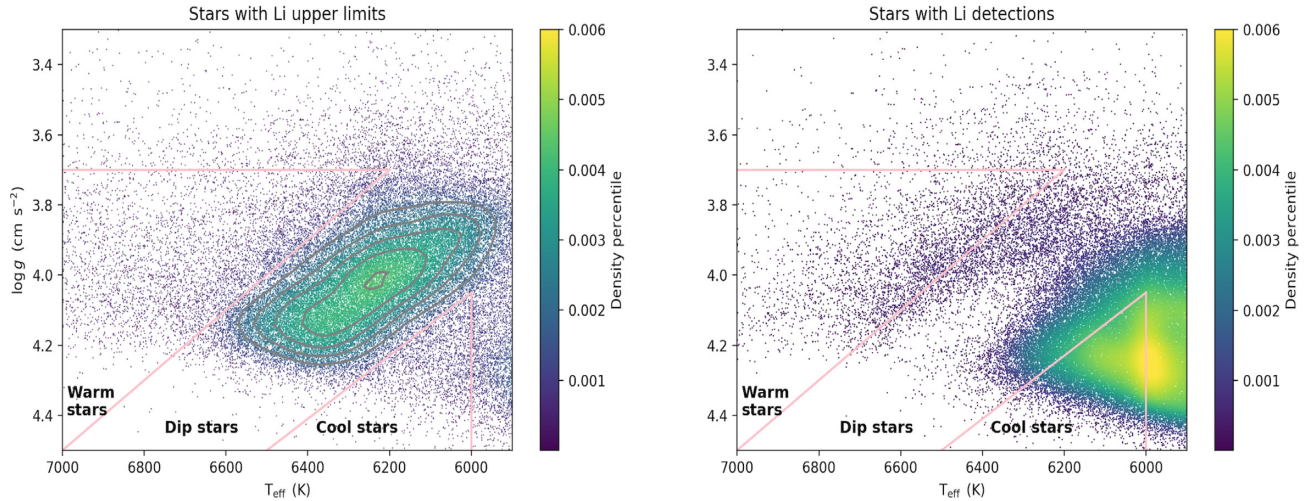 Stars with Li upper limits
3.4
3.6
3.8
4.0
4.2
4.4
log g (cm s⁻²)
Warm
stars
Dip stars
Cool stars
7000 6800 6600 6400 6200 6000
T_eff (K)
0.006
0.005
0.004
0.003
0.002
0.001
Density percentile
Stars with Li detections
3.4
3.6
3.8
4.0
4.2
4.4
Warm
stars
Dip stars
Cool stars
7000 6800 6600 6400 6200 6000
T_eff (K)
0.006
0.005
0.004
0.003
0.002
0.001
Density percentile